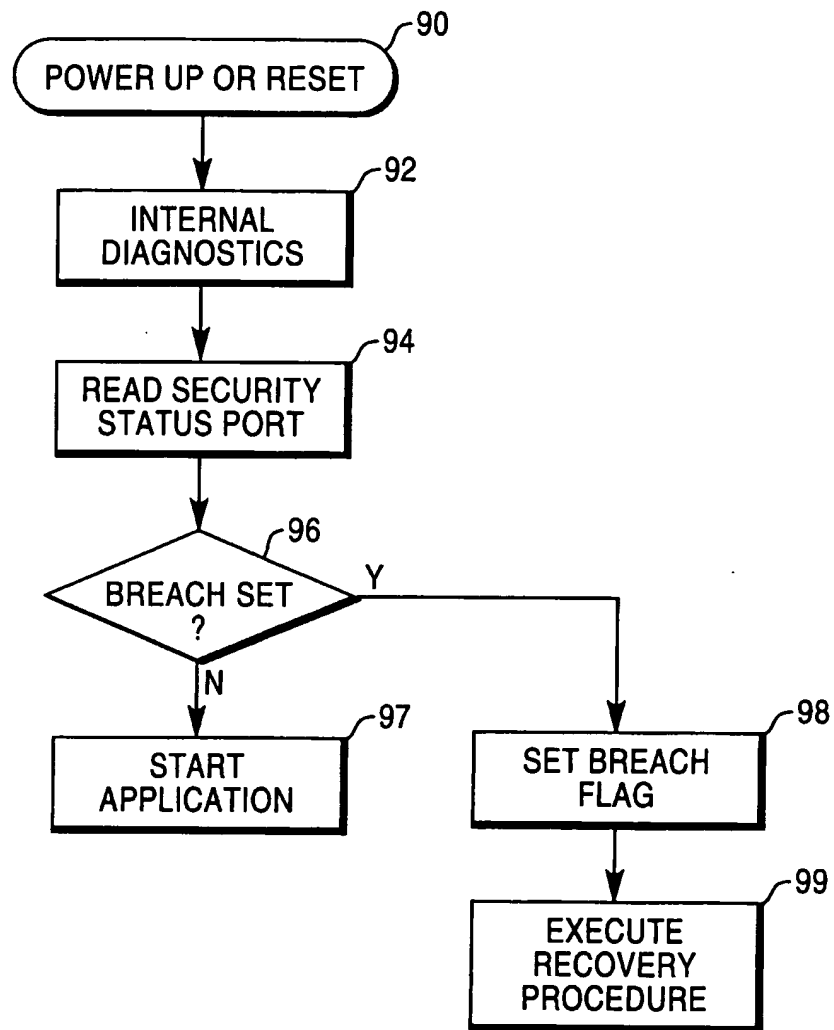 90
POWER UP OR RESET
92
INTERNAL
DIAGNOSTICS
94
READ SECURITY
STATUS PORT
96
BREACH SET
?
Y
N
97
START
APPLICATION
98
SET BREACH
FLAG
99
EXECUTE
RECOVERY
PROCEDURE